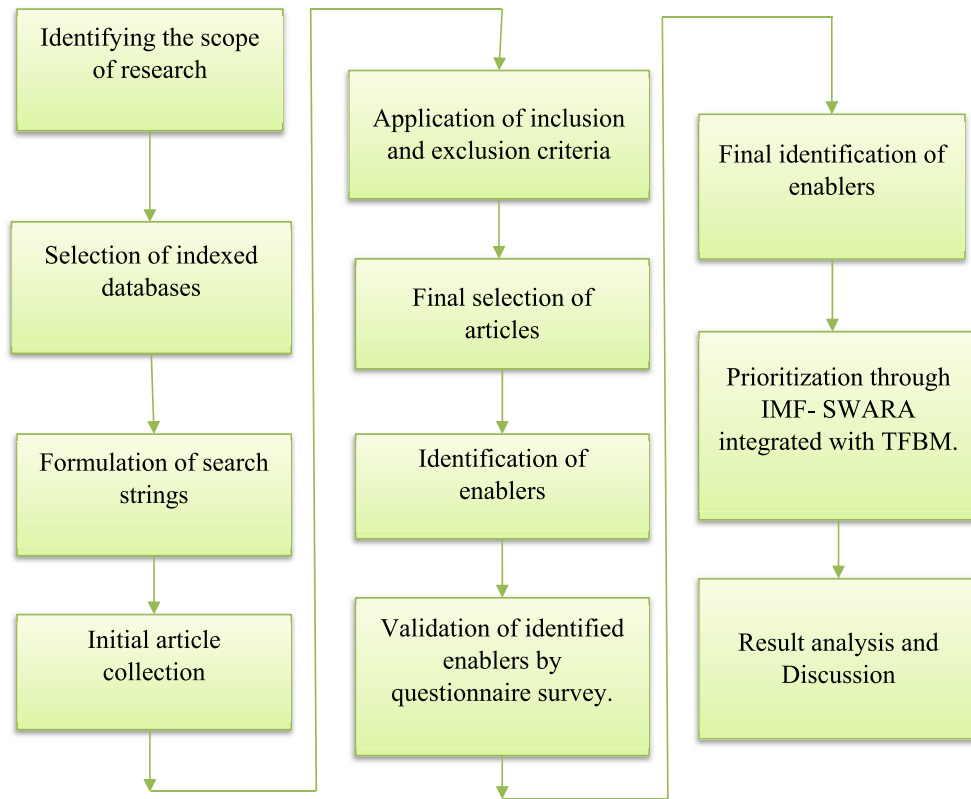 Identifying the scope
of research
Selection of indexed
databases
Formulation of search
strings
Initial article
collection
Application of inclusion
and exclusion criteria
Final selection of
articles
Identification of
enablers
Validation of identified
enablers by
questionnaire survey.
Final identification of
enablers
Prioritization through
IMF- SWARA
integrated with TFBM.
Result analysis and
Discussion